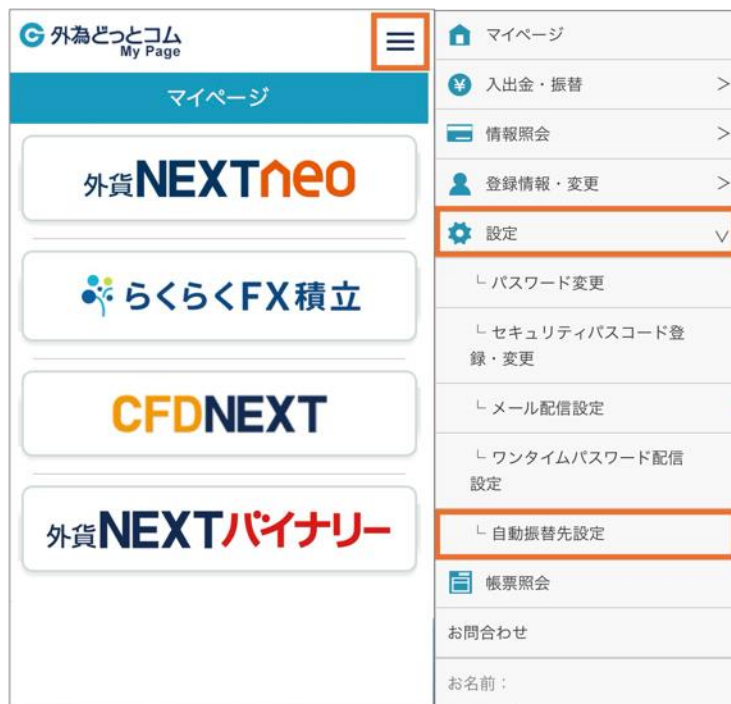 外為どっとコム
My Page
マイページ
外貨NEXTneo
らくらくFX積立
CFDNEXT
外貨NEXTバイナリー
マイページ
入出金・振替 >
情報照会 >
登録情報・変更 >
設定 ∨
└ パスワード変更
└ セキュリティパスコード登
録・変更
└ メール配信設定
└ ワンタイムパスワード配信
設定
└ 自動振替先設定
帳票照会
お問合わせ
お名前：